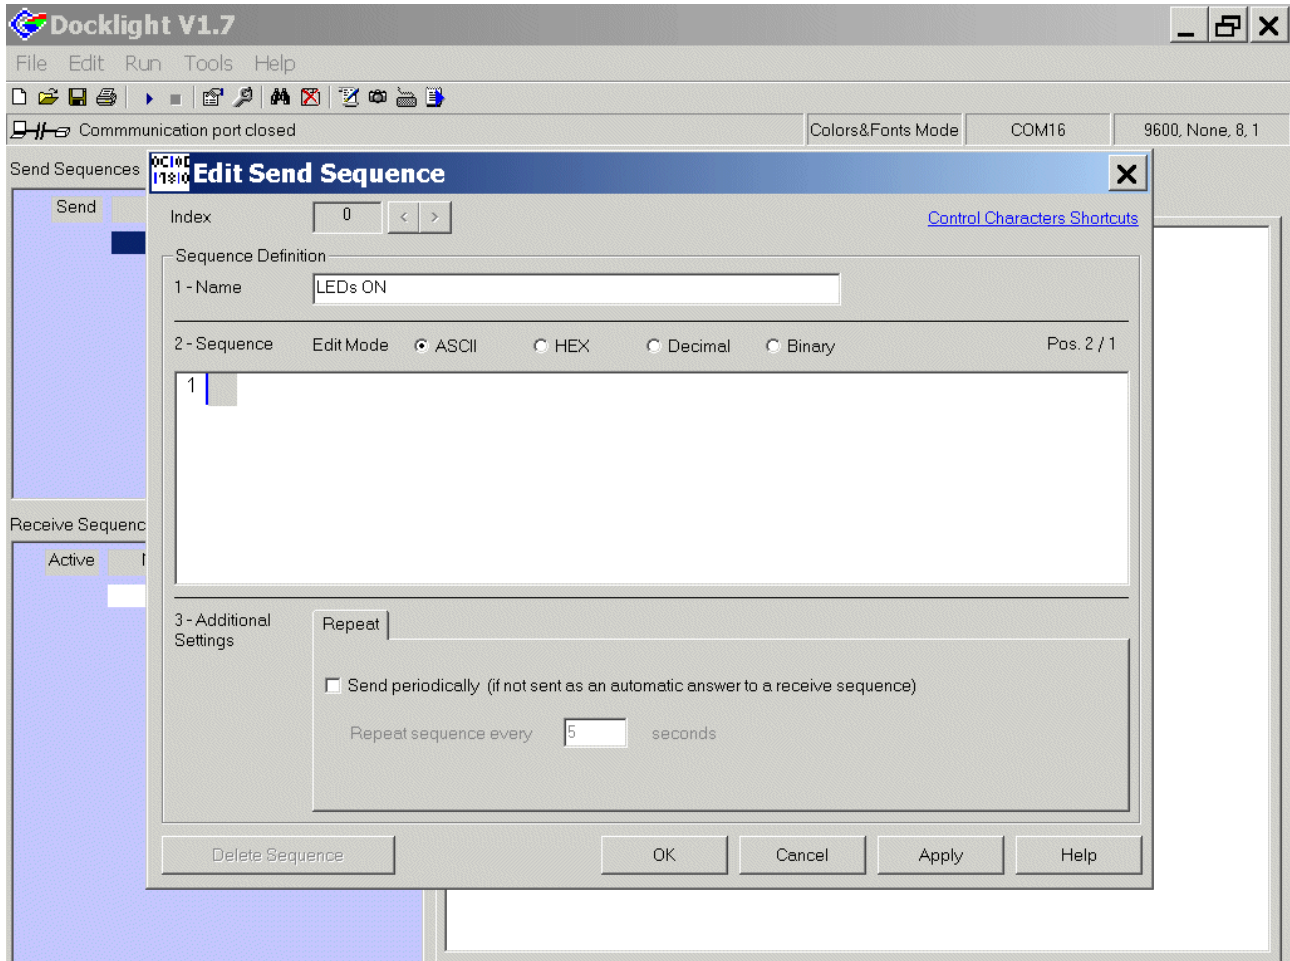 Docklight V1.7
File Edit Run Tools Help
Commmunication port closed Colors&Fonts Mode COM16 9600, None, 8, 1
Send Sequences
Send
Edit Send Sequence
Index 0 < > Control Characters Shortcuts
Sequence Definition
1 - Name LEDs ON
2 - Sequence Edit Mode ASCII HEX Decimal Binary Pos. 2 / 1
1
Receive Sequenc
Active
3 - Additional Settings
Repeat
Send periodically (if not sent as an automatic answer to a receive sequence)
Repeat sequence every 5 seconds
Delete Sequence OK Cancel Apply Help